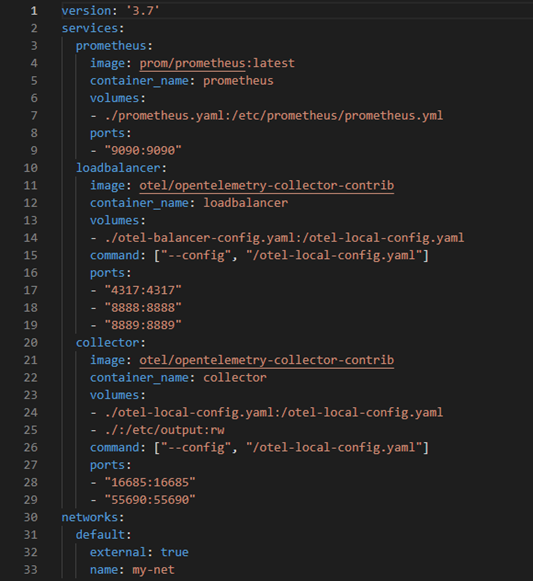 1 version: '3.7'
2 services:
3   prometheus:
4     image: prom/prometheus:latest
5     container_name: prometheus
6     volumes:
7     - ./prometheus.yaml:/etc/prometheus/prometheus.yml
8     ports:
9     - "9090:9090"
10   loadbalancer:
11     image: otel/opentelemetry-collector-contrib
12     container_name: loadbalancer
13     volumes:
14     - ./otel-balancer-config.yaml:/otel-local-config.yaml
15     command: ["--config", "/otel-local-config.yaml"]
16     ports:
17     - "4317:4317"
18     - "8888:8888"
19     - "8889:8889"
20   collector:
21     image: otel/opentelemetry-collector-contrib
22     container_name: collector
23     volumes:
24     - ./otel-local-config.yaml:/otel-local-config.yaml
25     - ./:/etc/output:rw
26     command: ["--config", "/otel-local-config.yaml"]
27     ports:
28     - "16685:16685"
29     - "55690:55690"
30 networks:
31   default:
32     external: true
33     name: my-net